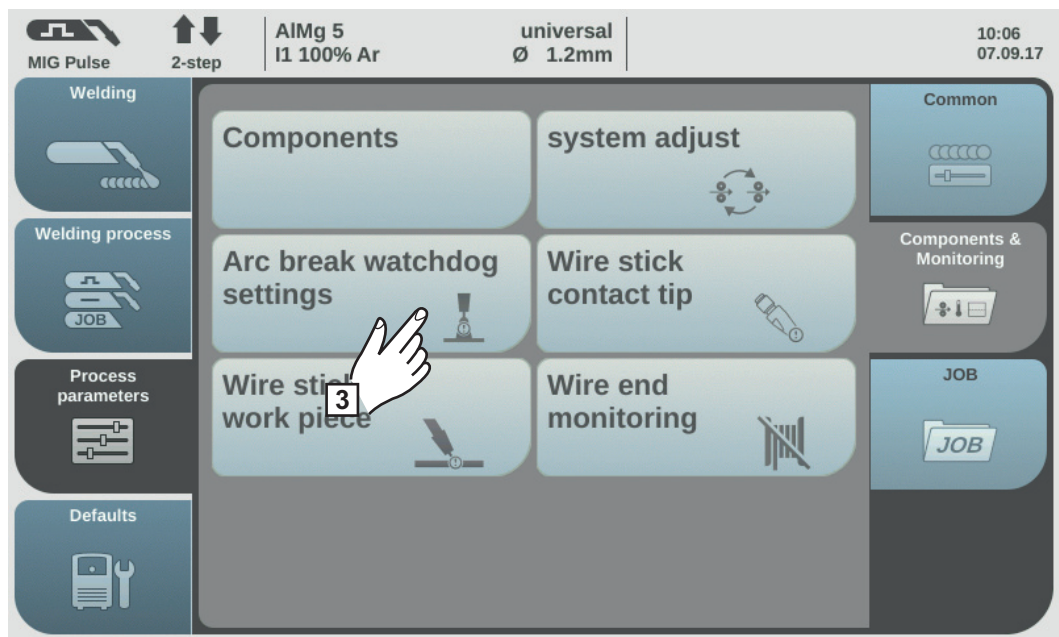 MIG Pulse
2-step
AlMg 5
I1 100% Ar
universal
Ø 1.2mm
10:06
07.09.17
Welding
Welding process
JOB
Process
parameters
Defaults
Components
system adjust
Arc break watchdog
settings
Wire stick
contact tip
Wire
work piece
3
Wire end
monitoring
Common
Components &
Monitoring
JOB
JOB